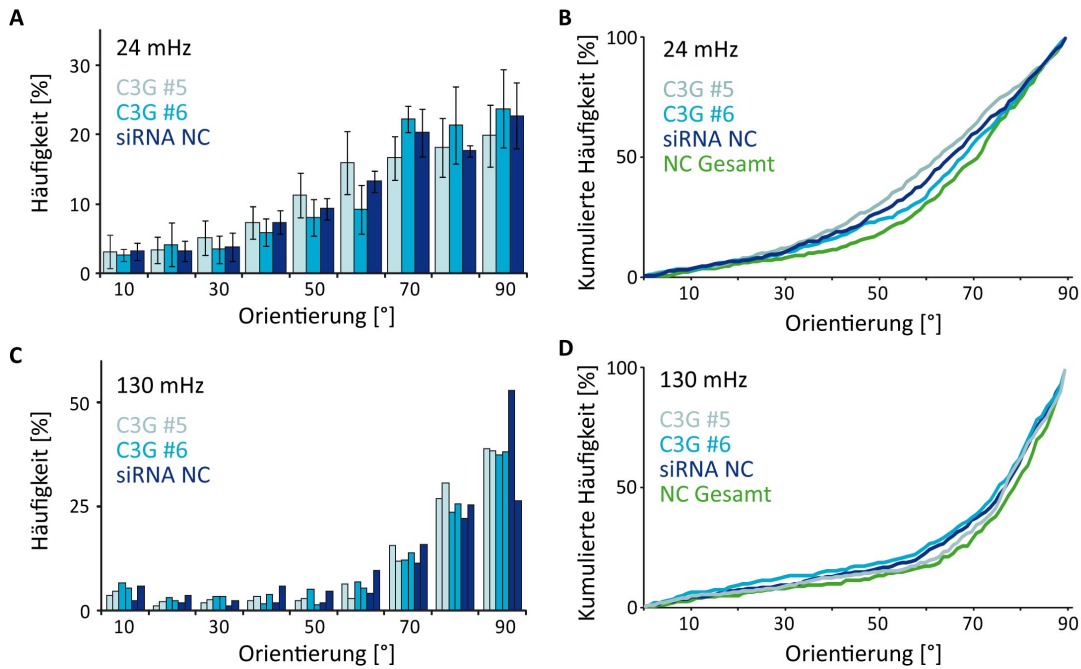 A
24 mHz
C3G #5
C3G #6
siRNA NC
Häufigkeit [%]
30
20
10
0
10 30 50 70 90
Orientierung [°]
B
24 mHz
C3G #5
C3G #6
siRNA NC
NC Gesamt
Kumulierte Häufigkeit [%]
100
50
0
10 30 50 70 90
Orientierung [°]
C
130 mHz
C3G #5
C3G #6
siRNA NC
Häufigkeit [%]
50
25
0
10 30 50 70 90
Orientierung [°]
D
130 mHz
C3G #5
C3G #6
siRNA NC
NC Gesamt
Kumulierte Häufigkeit [%]
100
50
0
10 30 50 70 90
Orientierung [°]